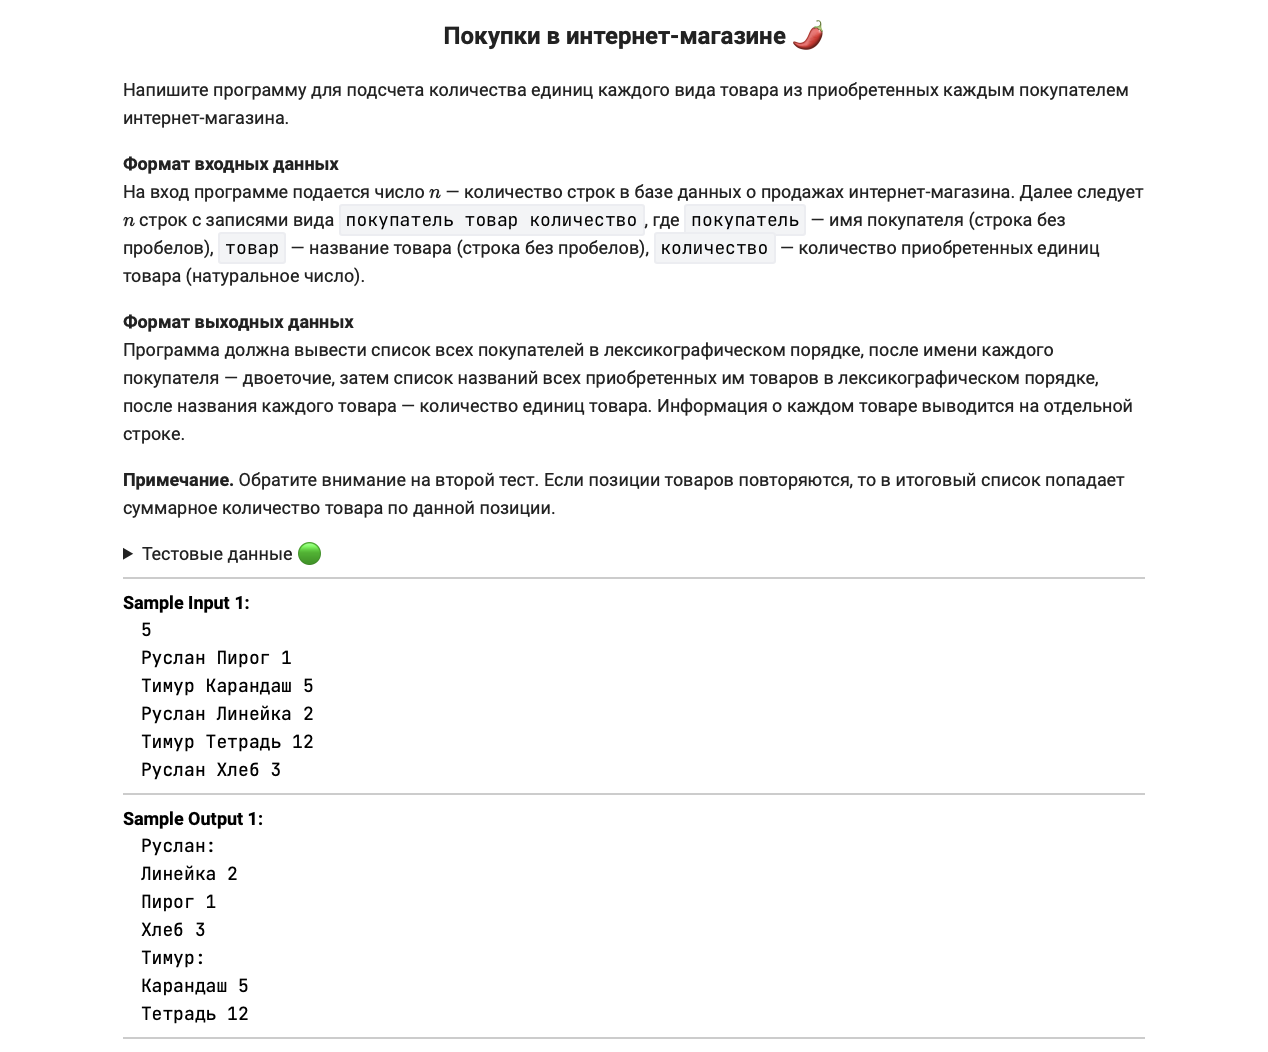 Покупки в интернет-магазине 🌶️
Напишите программу для подсчета количества единиц каждого вида товара из приобретенных каждым покупателем
интернет-магазина.
Формат входных данных
На вход программе подается число n — количество строк в базе данных о продажах интернет-магазина. Далее следует
n строк с записями вида покупатель товар количество, где покупатель — имя покупателя (строка без
пробелов), товар — название товара (строка без пробелов), количество — количество приобретенных единиц
товара (натуральное число).
Формат выходных данных
Программа должна вывести список всех покупателей в лексикографическом порядке, после имени каждого
покупателя — двоеточие, затем список названий всех приобретенных им товаров в лексикографическом порядке,
после названия каждого товара — количество единиц товара. Информация о каждом товаре выводится на отдельной
строке.
Примечание. Обратите внимание на второй тест. Если позиции товаров повторяются, то в итоговый список попадает
суммарное количество товара по данной позиции.
▶ Тестовые данные 🟢
Sample Input 1:
5
Руслан Пирог 1
Тимур Карандаш 5
Руслан Линейка 2
Тимур Тетрадь 12
Руслан Хлеб 3
Sample Output 1:
Руслан:
Линейка 2
Пирог 1
Хлеб 3
Тимур:
Карандаш 5
Тетрадь 12